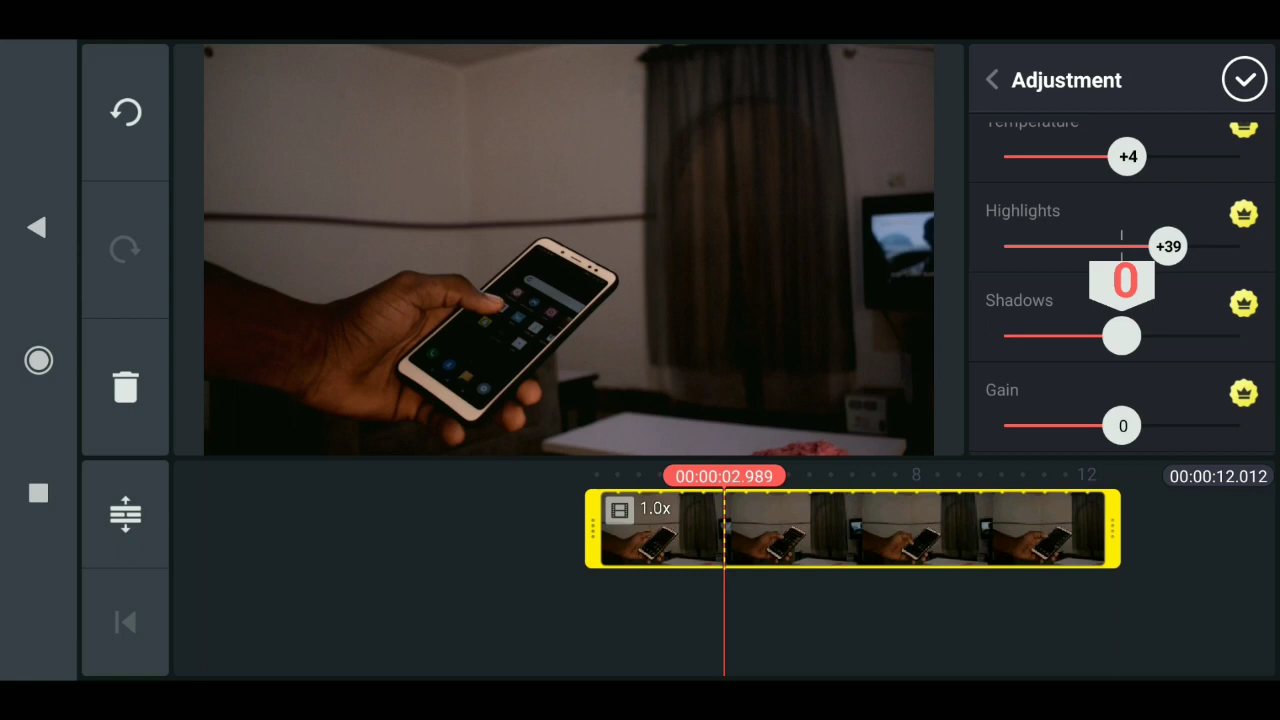 Adjustment
Temperature
+4
Highlights
+39
0
Shadows
Gain
0
00:00:02.989
8
12
00:00:12.012
1.0x